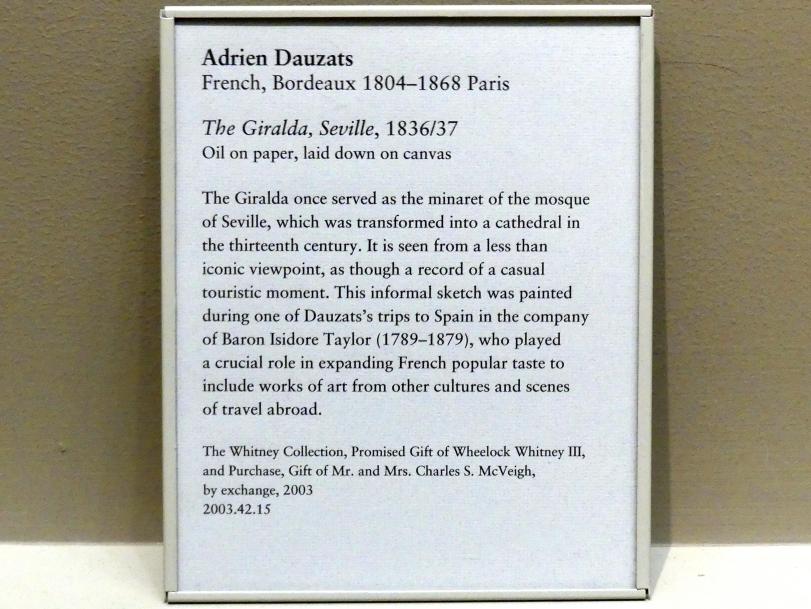 Adrien Dauzats
French, Bordeaux 1804–1868 Paris
The Giralda, Seville, 1836/37
Oil on paper, laid down on canvas
The Giralda once served as the minaret of the mosque
of Seville, which was transformed into a cathedral in
the thirteenth century. It is seen from a less than
iconic viewpoint, as though a record of a casual
touristic moment. This informal sketch was painted
during one of Dauzats's trips to Spain in the company
of Baron Isidore Taylor (1789–1879), who played
a crucial role in expanding French popular taste to
include works of art from other cultures and scenes
of travel abroad.
The Whitney Collection, Promised Gift of Wheelock Whitney III,
and Purchase, Gift of Mr. and Mrs. Charles S. McVeigh,
by exchange, 2003
2003.42.15